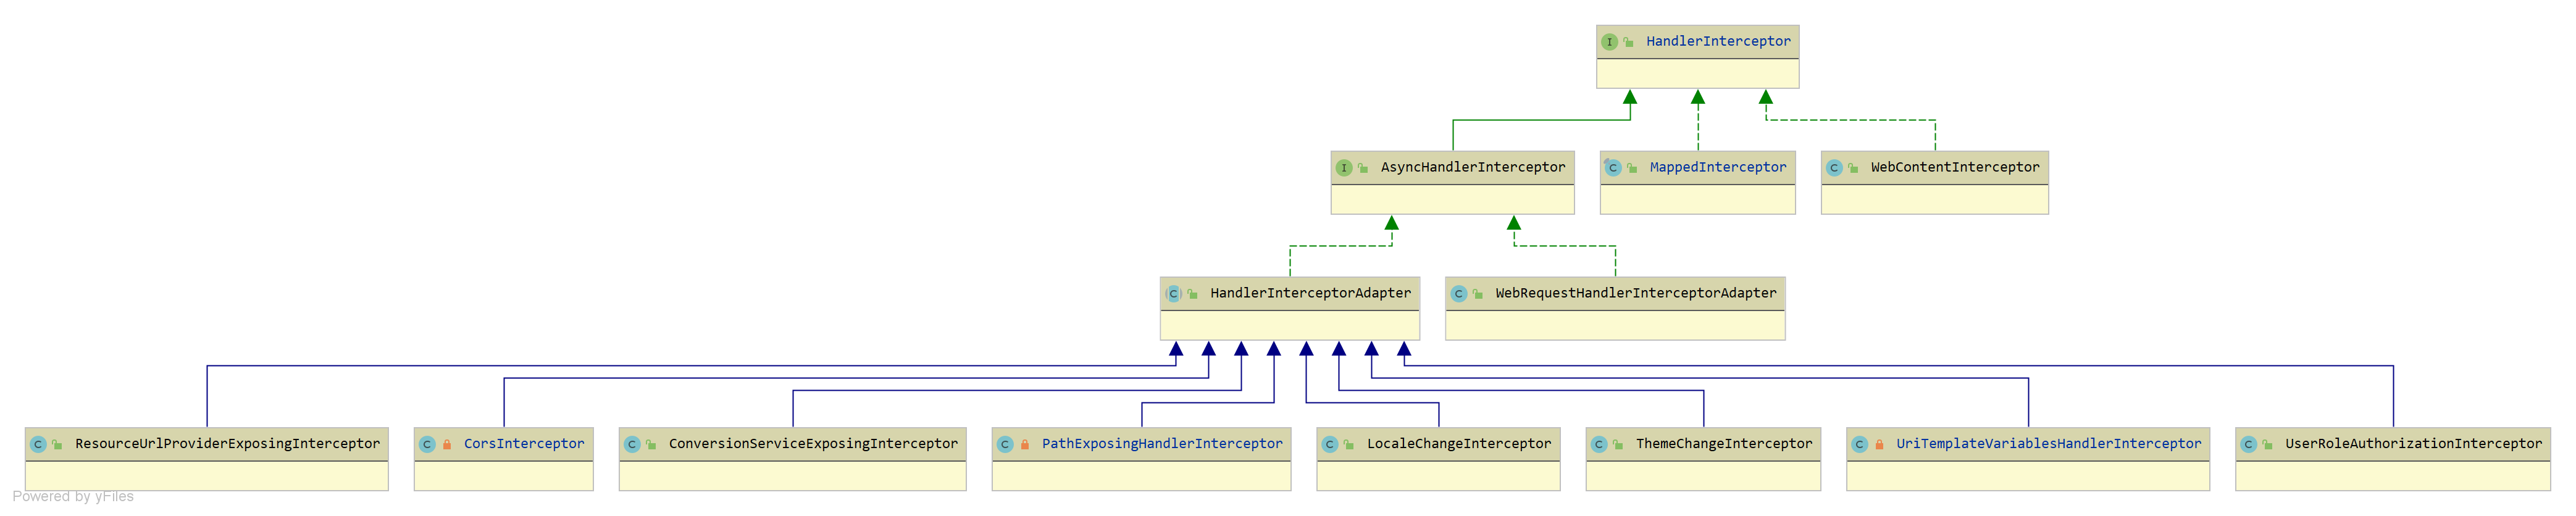 HandlerInterceptor
AsyncHandlerInterceptor
MappedInterceptor
WebContentInterceptor
HandlerInterceptorAdapter
WebRequestHandlerInterceptorAdapter
ResourceUrlProviderExposingInterceptor
CorsInterceptor
ConversionServiceExposingInterceptor
PathExposingHandlerInterceptor
LocaleChangeInterceptor
ThemeChangeInterceptor
UriTemplateVariablesHandlerInterceptor
UserRoleAuthorizationInterceptor
Powered by yFiles